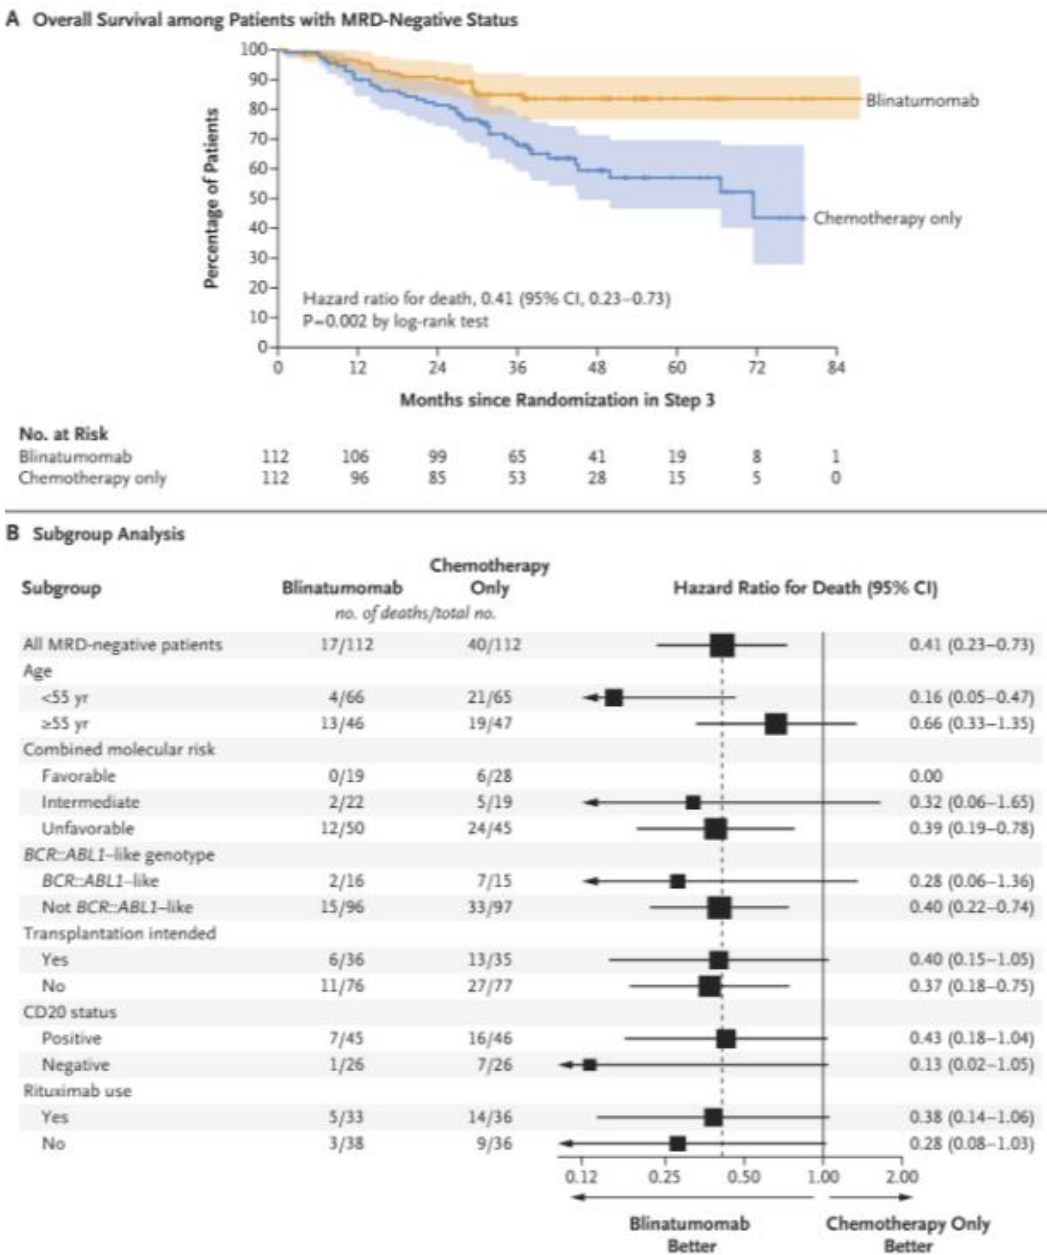 A Overall Survival among Patients with MRD-Negative Status
100
90
80
70
60
50
40
30
20
10
0
Percentage of Patients
Blinatumomab
Chemotherapy only
Hazard ratio for death, 0.41 (95% CI, 0.23–0.73)
P=0.002 by log-rank test
0 12 24 36 48 60 72 84
Months since Randomization in Step 3
No. at Risk
Blinatumomab 112 106 99 65 41 19 8 1
Chemotherapy only 112 96 85 53 28 15 5 0
B Subgroup Analysis
Subgroup Blinatumomab Chemotherapy Only Hazard Ratio for Death (95% CI)
no. of deaths/total no.
All MRD-negative patients 17/112 40/112 0.41 (0.23–0.73)
Age
<55 yr 4/66 21/65 0.16 (0.05–0.47)
≥55 yr 13/46 19/47 0.66 (0.33–1.35)
Combined molecular risk
Favorable 0/19 6/28 0.00
Intermediate 2/22 5/19 0.32 (0.06–1.65)
Unfavorable 12/50 24/45 0.39 (0.19–0.78)
BCR::ABL1–like genotype
BCR::ABL1–like 2/16 7/15 0.28 (0.06–1.36)
Not BCR::ABL1–like 15/96 33/97 0.40 (0.22–0.74)
Transplantation intended
Yes 6/36 13/35 0.40 (0.15–1.05)
No 11/76 27/77 0.37 (0.18–0.75)
CD20 status
Positive 7/45 16/46 0.43 (0.18–1.04)
Negative 1/26 7/26 0.13 (0.02–1.05)
Rituximab use
Yes 5/33 14/36 0.38 (0.14–1.06)
No 3/38 9/36 0.28 (0.08–1.03)
0.12 0.25 0.50 1.00 2.00
Blinatumomab Better
Chemotherapy Only Better